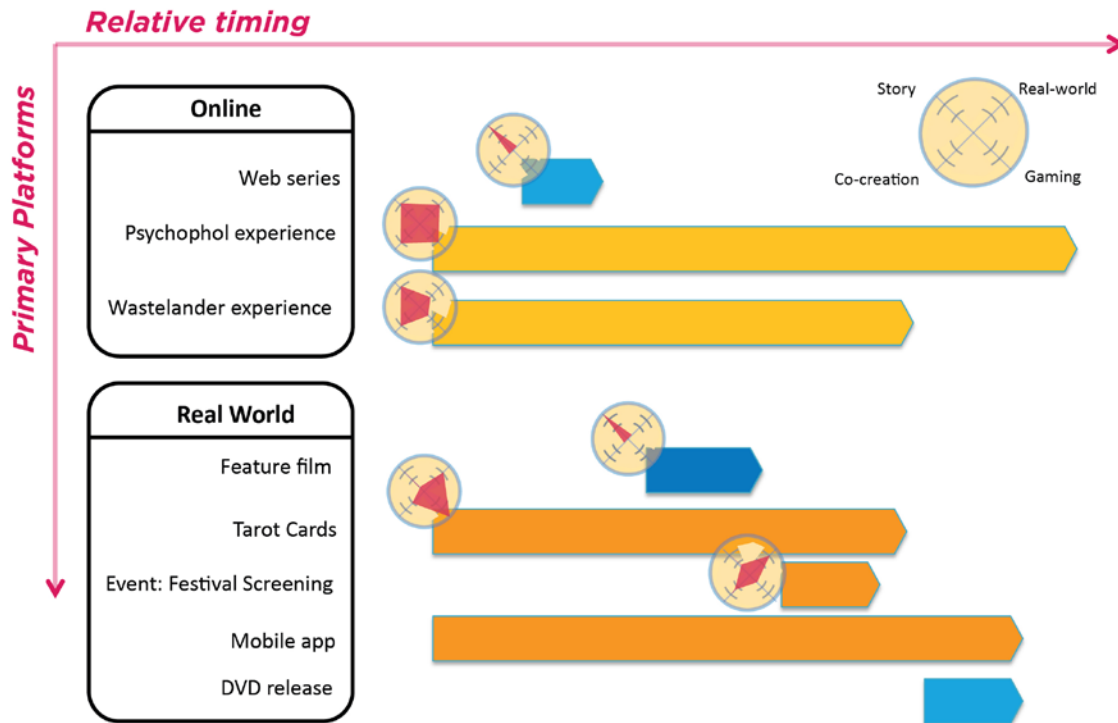 Relative timing
Primary Platforms
Online
Web series
Psychophol experience
Wastelander experience
Story
Real-world
Co-creation
Gaming
Real World
Feature film
Tarot Cards
Event: Festival Screening
Mobile app
DVD release